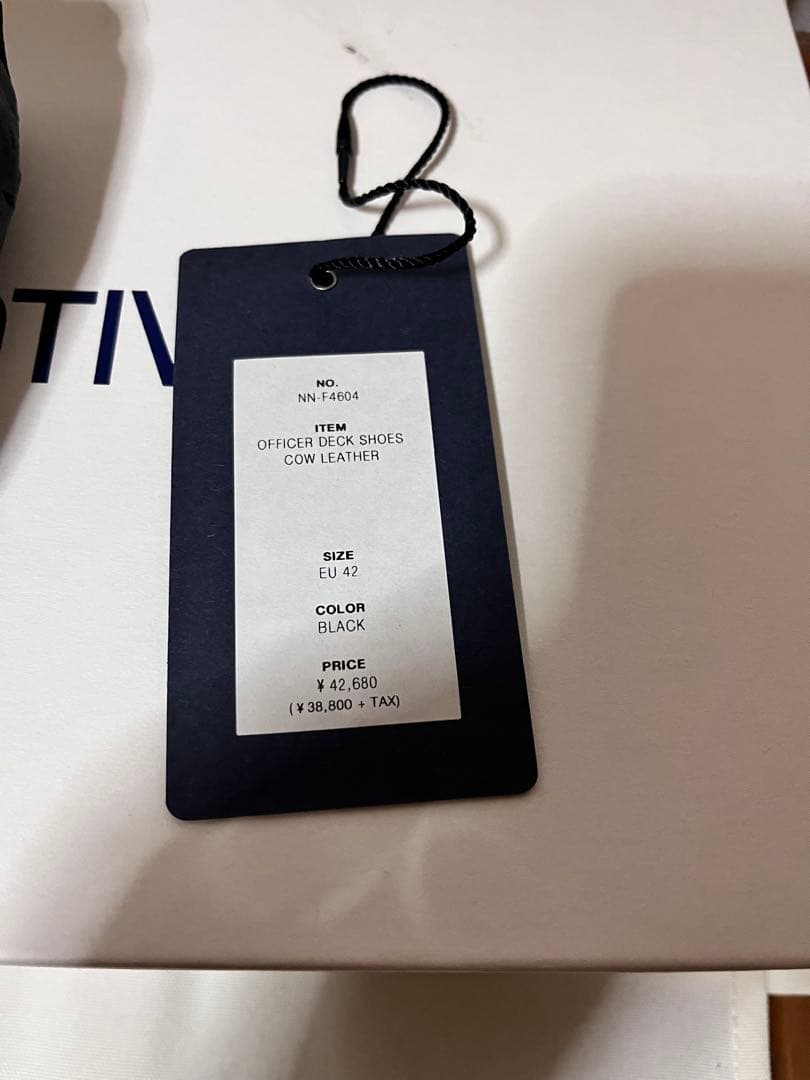 TIV
NO.
NN-F4604
ITEM
OFFICER DECK SHOES
COW LEATHER
SIZE
EU 42
COLOR
BLACK
PRICE
¥ 42,680
(¥ 38,800 + TAX)